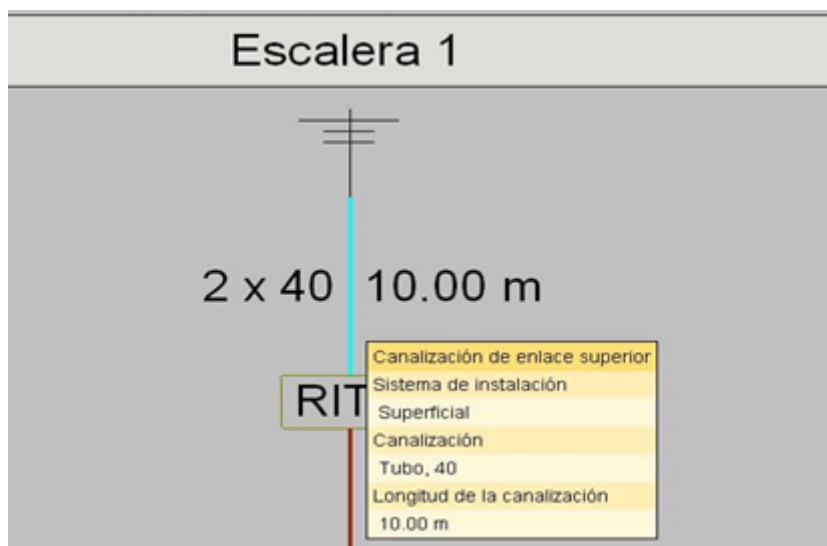 Escalera 1
2 x 40 10.00 m
RIT
Canalización de enlace superior
Sistema de instalación
Superficial
Canalización
Tubo, 40
Longitud de la canalización
10.00 m